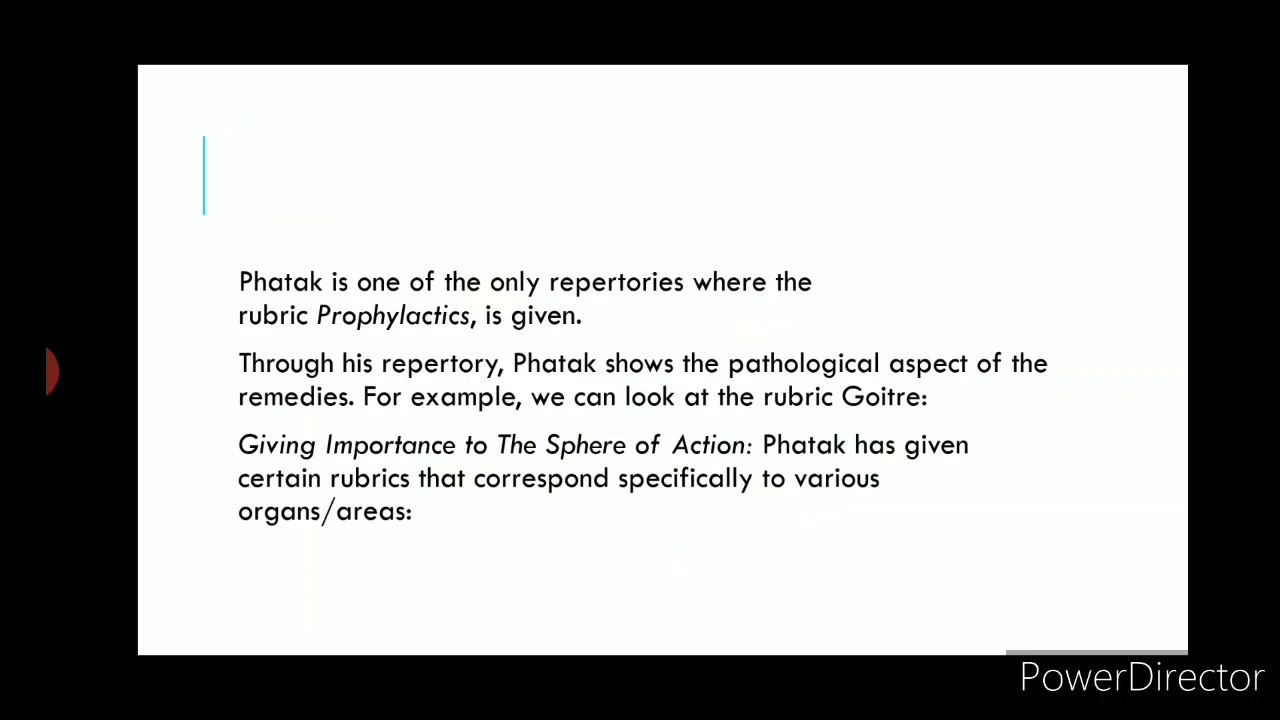 Phatak is one of the only repertories where the
rubric Prophylactics, is given.
Through his repertory, Phatak shows the pathological aspect of the
remedies. For example, we can look at the rubric Goitre:
Giving Importance to The Sphere of Action: Phatak has given
certain rubrics that correspond specifically to various
organs/areas:
PowerDirector